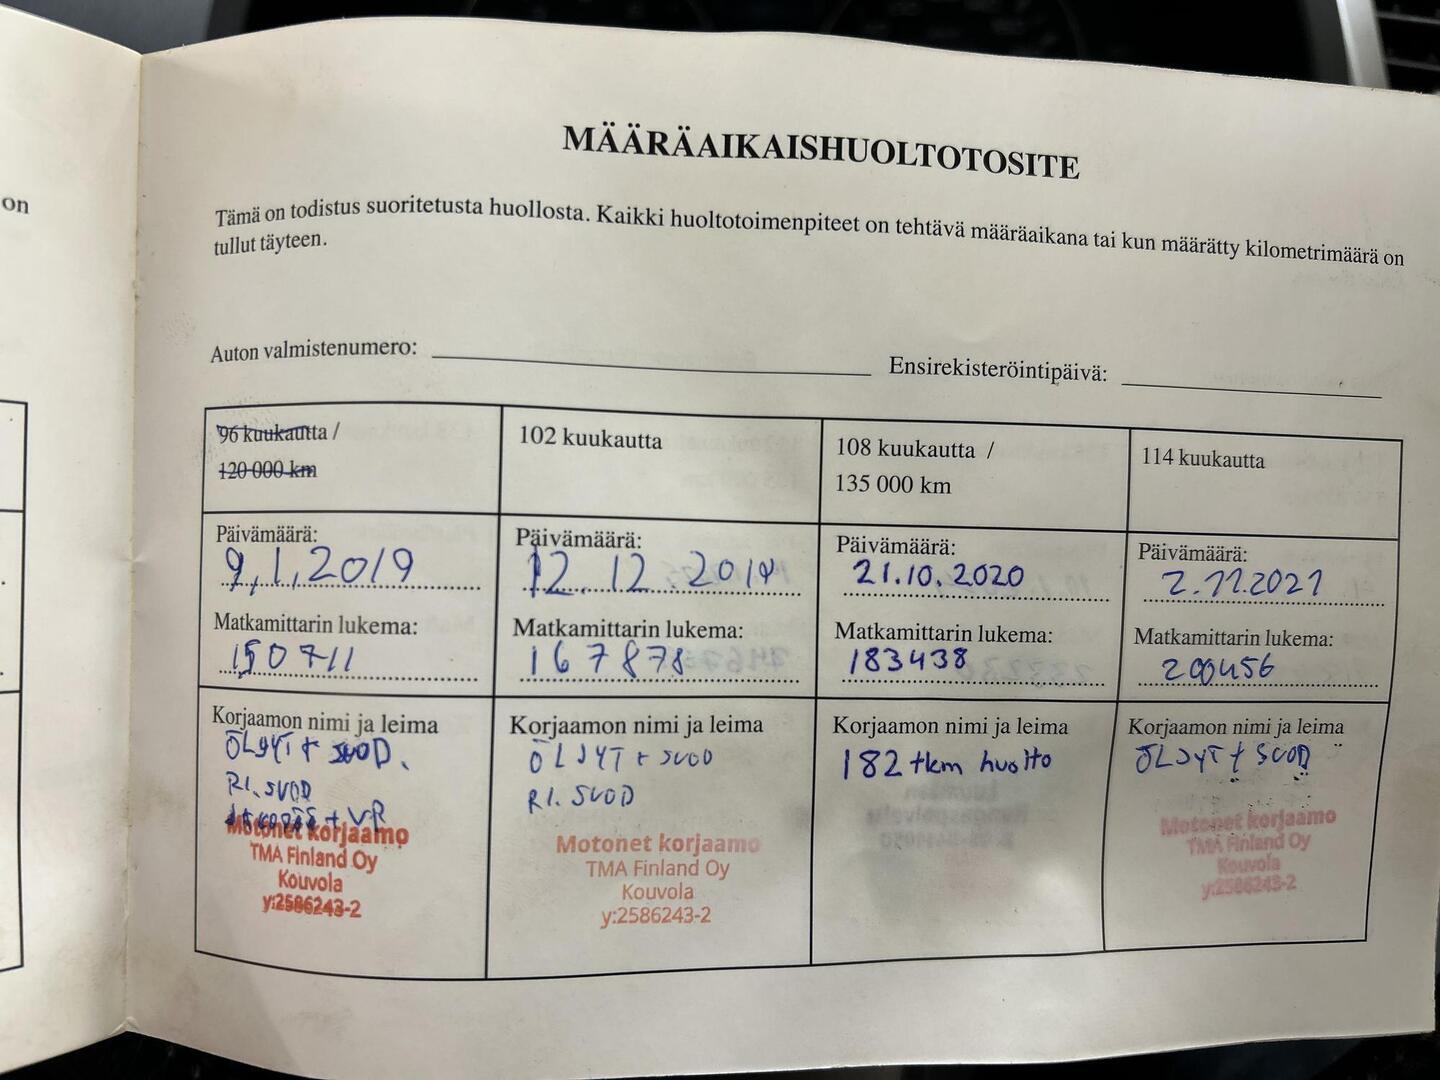 on
MÄÄRÄAIKAISHUOLTOTOSITE
Tämä on todistus suoritetusta huollosta. Kaikki huoltotoimenpiteet on tehtävä määräaikana tai kun määrätty kilometrimäärä on
tullut täyteen.
Auton valmistenumero:
Ensirekisteröintipäivä:
96 kuukautta /
120 000 km
Päivämäärä:
9.1.2019
Matkamittarin lukema:
150711
Korjaamon nimi ja leima
ÖLJYT + SUOD.
RI. SUOD
+ VR
Motonet korjaamo
TMA Finland Oy
Kouvola
y:2586243-2
102 kuukautta
Päivämäärä:
12.12.2019
Matkamittarin lukema:
167878
Korjaamon nimi ja leima
ÖLJYT + SUOD
RI. SUOD
Motonet korjaamo
TMA Finland Oy
Kouvola
y:2586243-2
108 kuukautta /
135 000 km
Päivämäärä:
21.10.2020
Matkamittarin lukema:
183438
Korjaamon nimi ja leima
182 tkm huolto
114 kuukautta
Päivämäärä:
2.11.2021
Matkamittarin lukema:
200456
Korjaamon nimi ja leima
ÖLJYT + SUOD
Motonet korjaamo
TMA Finland Oy
Kouvola
y:2586243-2